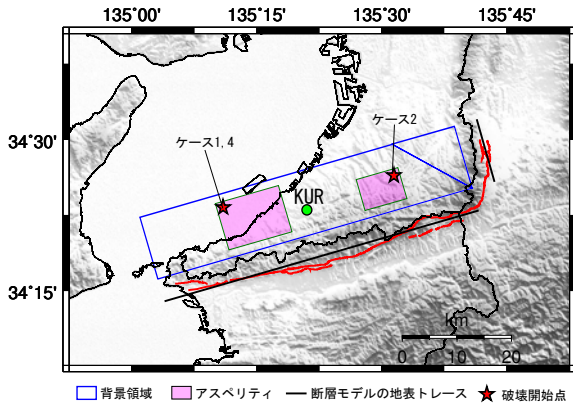 135°00' 135°15' 135°30' 135°45'
34°30'
34°15'
ケース1,4
ケース2
KUR
km
0 10 20
背景領域 アスペリティ 断層モデルの地表トレース 破壊開始点